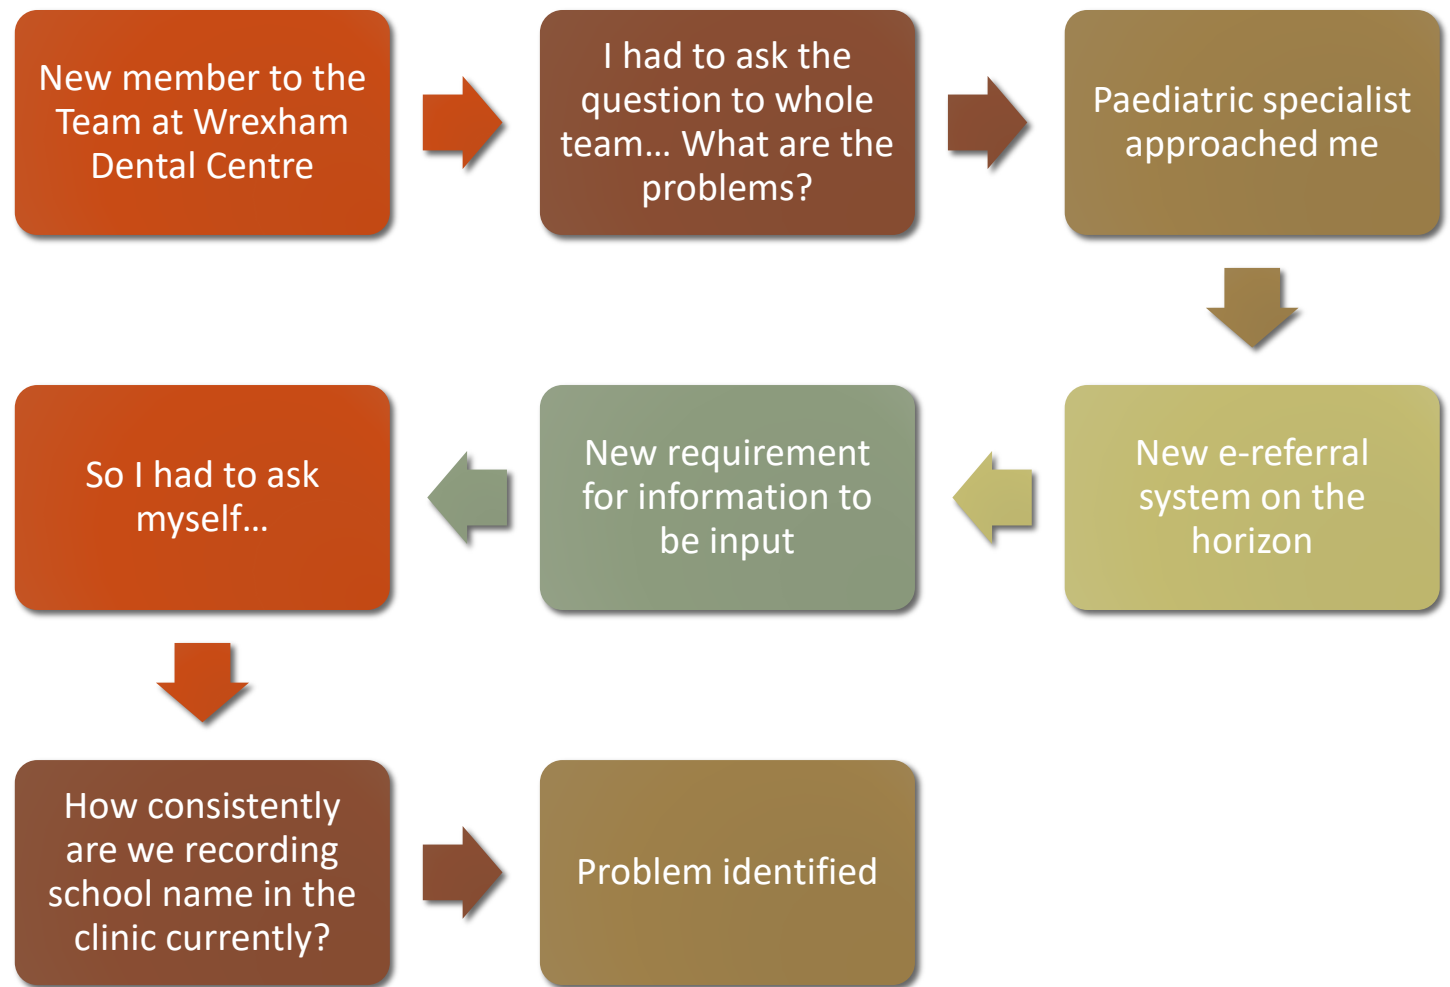 New member to the
Team at Wrexham
Dental Centre
I had to ask the
question to whole
team... What are the
problems?
Paediatric specialist
approached me
New e-referral
system on the
horizon
New requirement
for information to
be input
So I had to ask
myself...
How consistently
are we recording
school name in the
clinic currently?
Problem identified